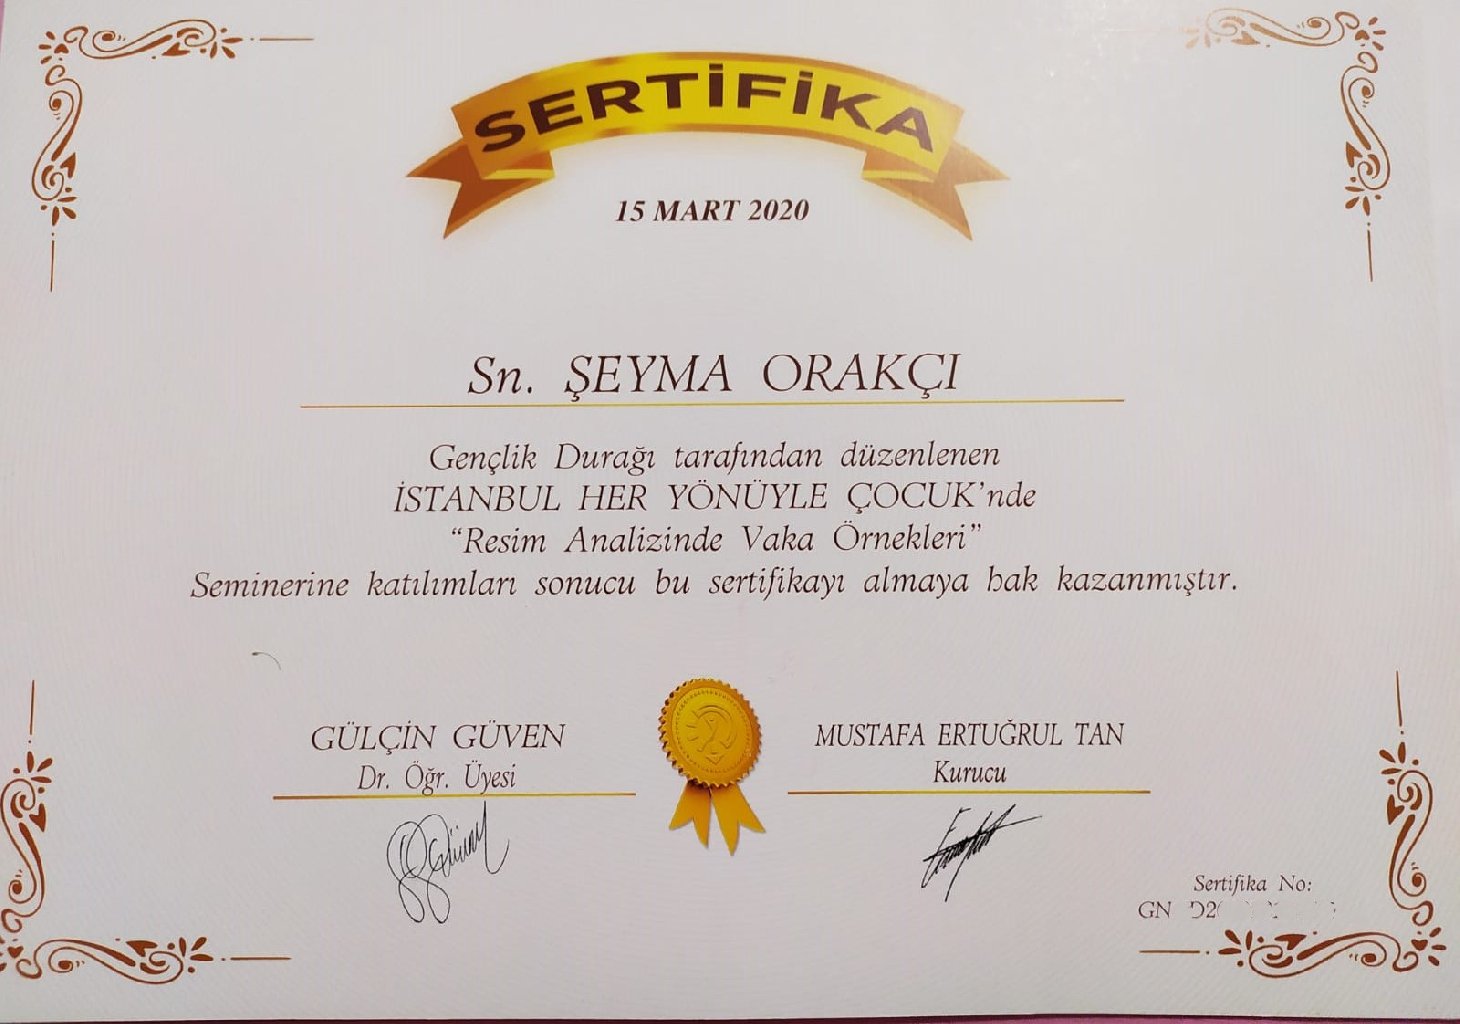 SERTİFİKA
15 MART 2020
Sn. ŞEYMA ORAKÇI
Gençlik Durağı tarafından düzenlenen
İSTANBUL HER YÖNÜYLE ÇOCUK'nde
“Resim Analizinde Vaka Örnekleri”
Seminerine katılımları sonucu bu sertifikayı almaya hak kazanmıştır.
GÜLÇİN GÜVEN
Dr. Öğr. Üyesi
MUSTAFA ERTUĞRUL TAN
Kurucu
Sertifika No:
GN